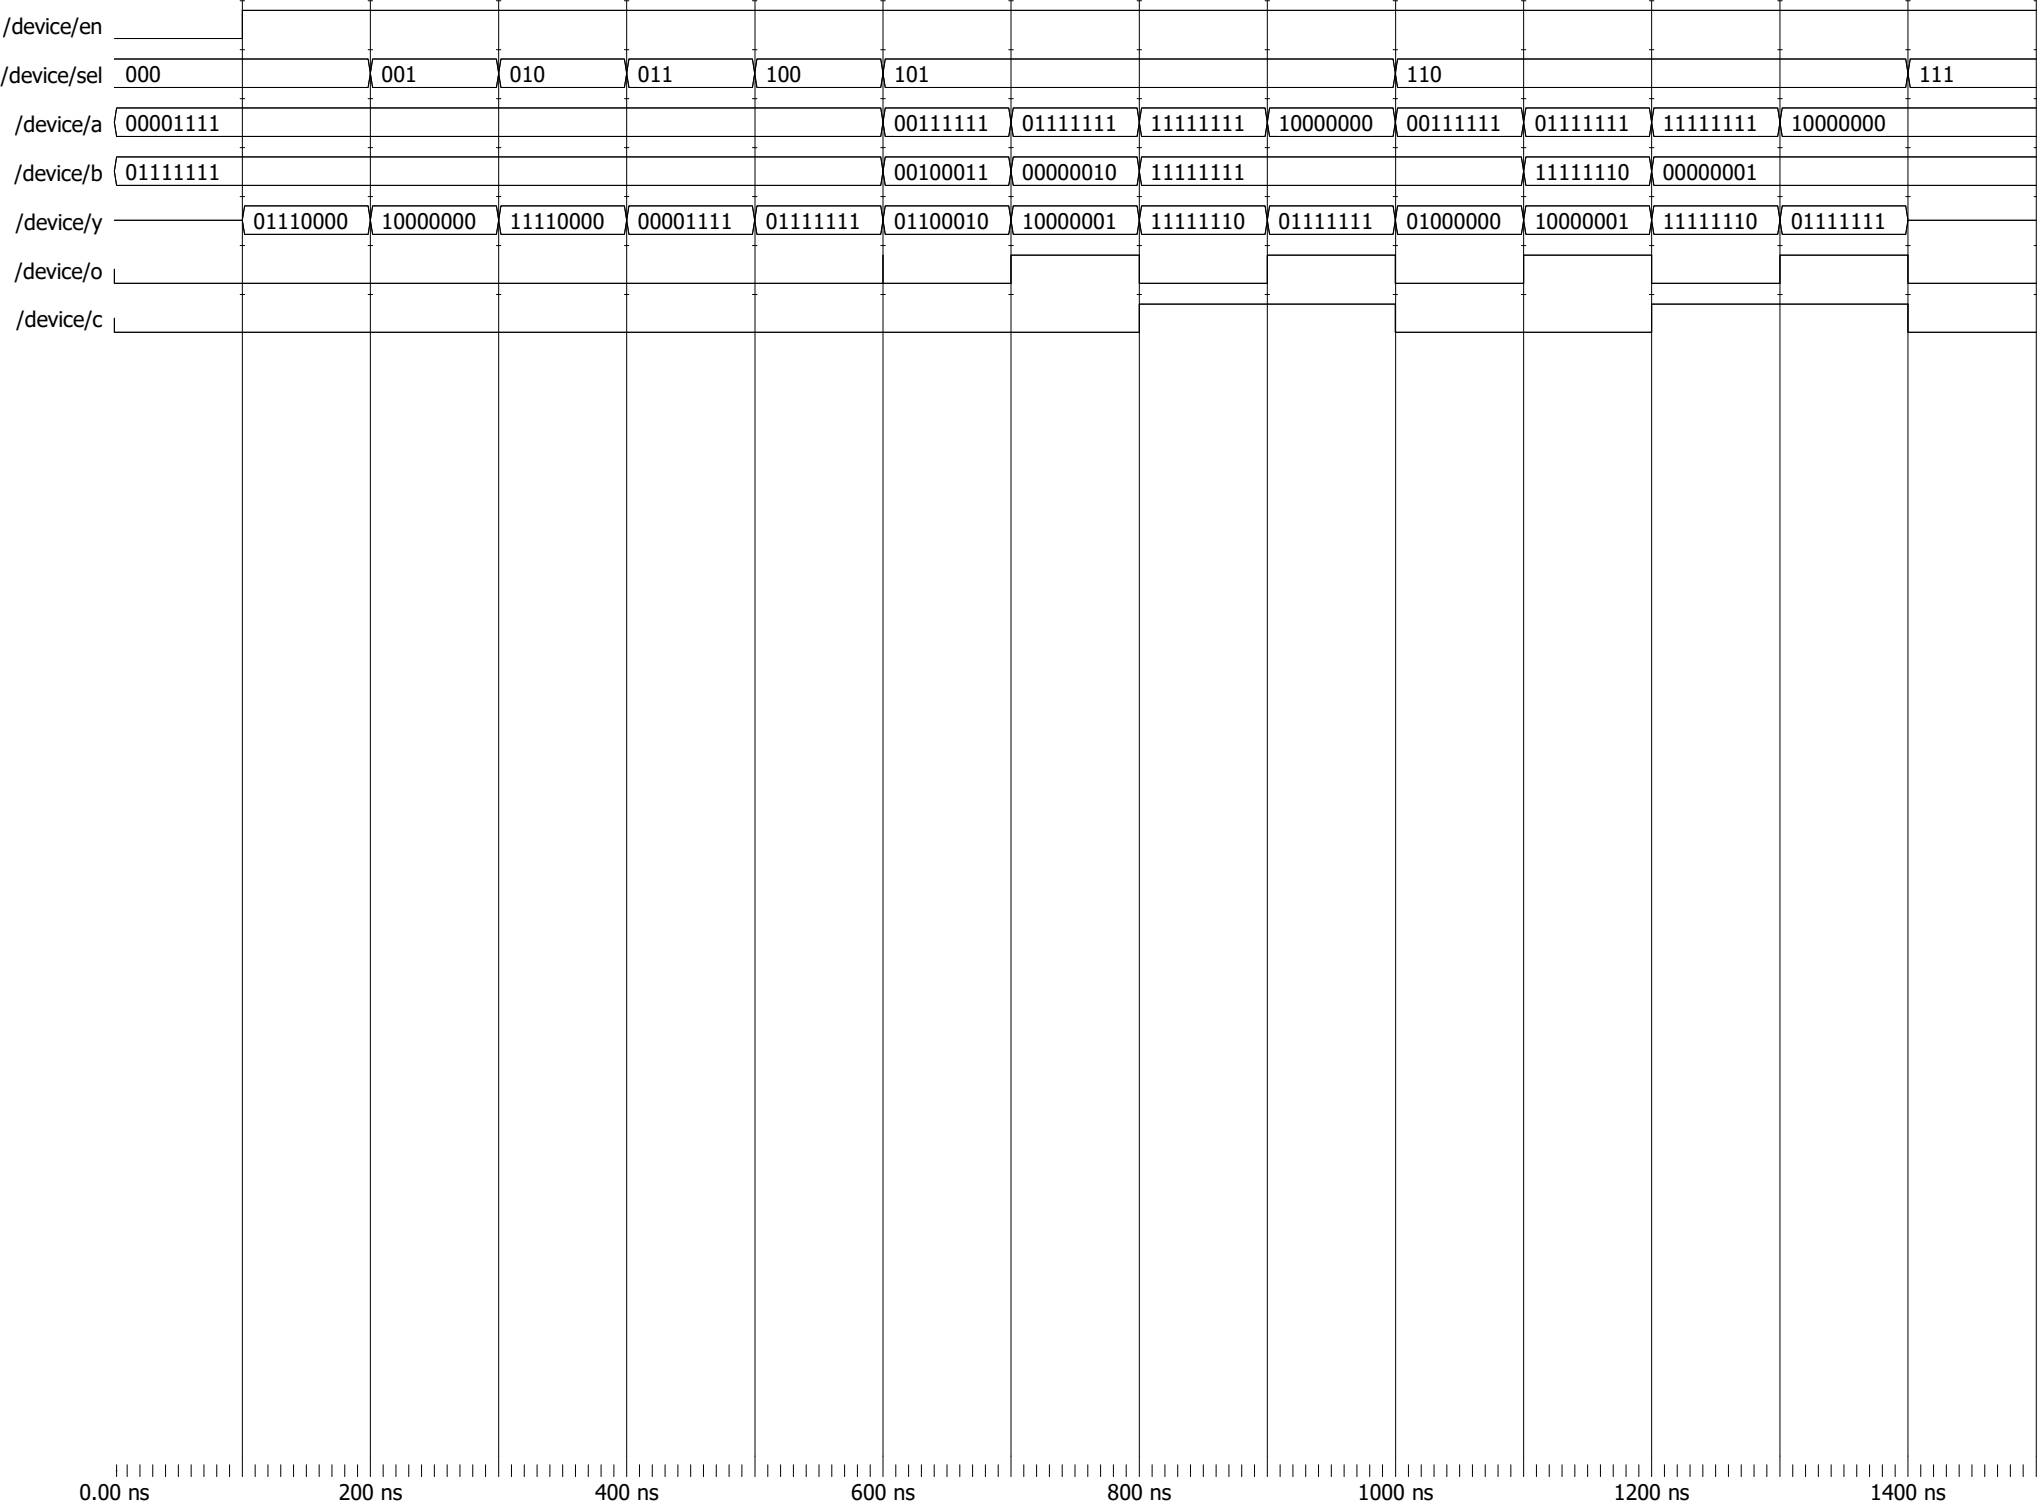 /device/en
/device/sel 000 001 010 011 100 101 110 111
/device/a 00001111 00111111 01111111 11111111 10000000 00111111 01111111 11111111 10000000
/device/b 01111111 00100011 00000010 11111111 11111110 00000001
/device/y 01110000 10000000 11110000 00001111 01111111 01100010 10000001 11111110 01111111 01000000 10000001 11111110 01111111
/device/o
/device/c
0.00 ns 200 ns 400 ns 600 ns 800 ns 1000 ns 1200 ns 1400 ns